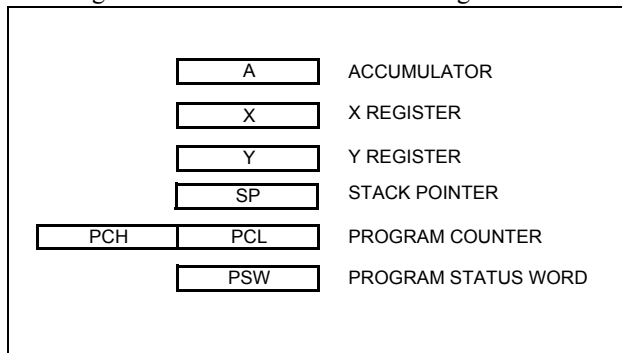 A ACCUMULATOR
X X REGISTER
Y Y REGISTER
SP STACK POINTER
PCH PCL PROGRAM COUNTER
PSW PROGRAM STATUS WORD